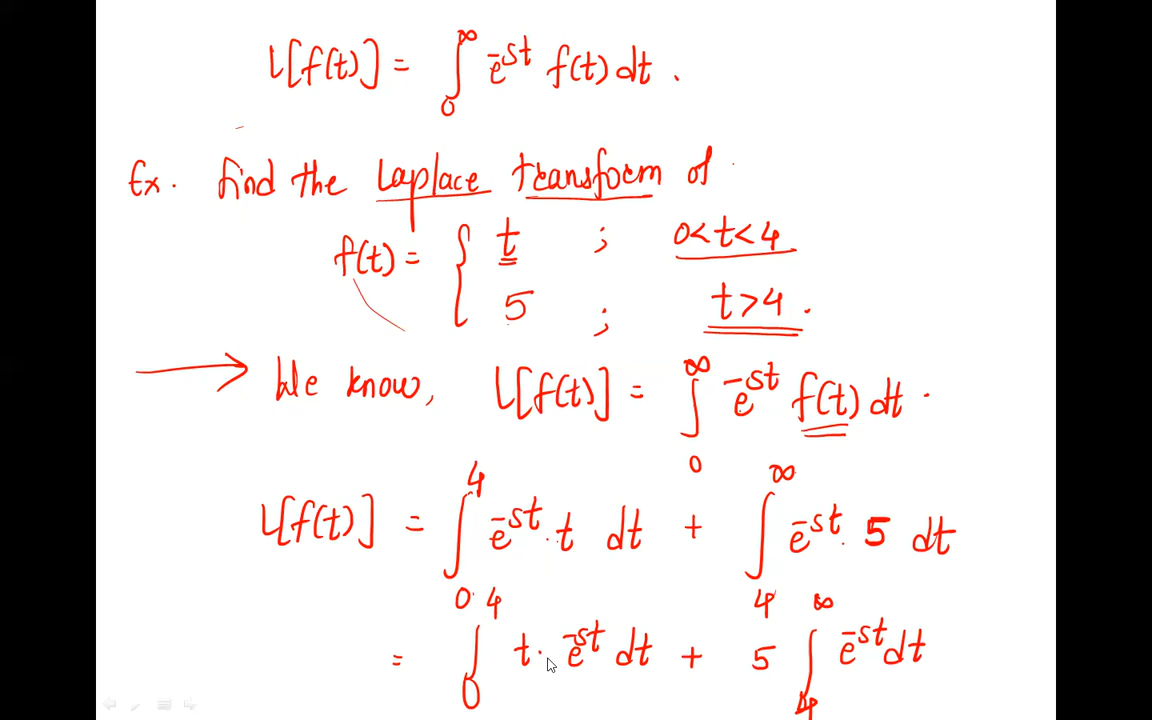 L[f(t)] = ∫₀^∞ e^-st f(t) dt .
Ex. find the Laplace transform of
f(t) = { t ; 0<t<4
5 ; t>4 .
We know, L[f(t)] = ∫₀^∞ e^-st f(t) dt .
L[f(t)] = ∫₀^4 e^-st . t dt + ∫₄^∞ e^-st . 5 dt
= ∫₀^4 t . e^-st dt + 5 ∫₄^∞ e^-st dt